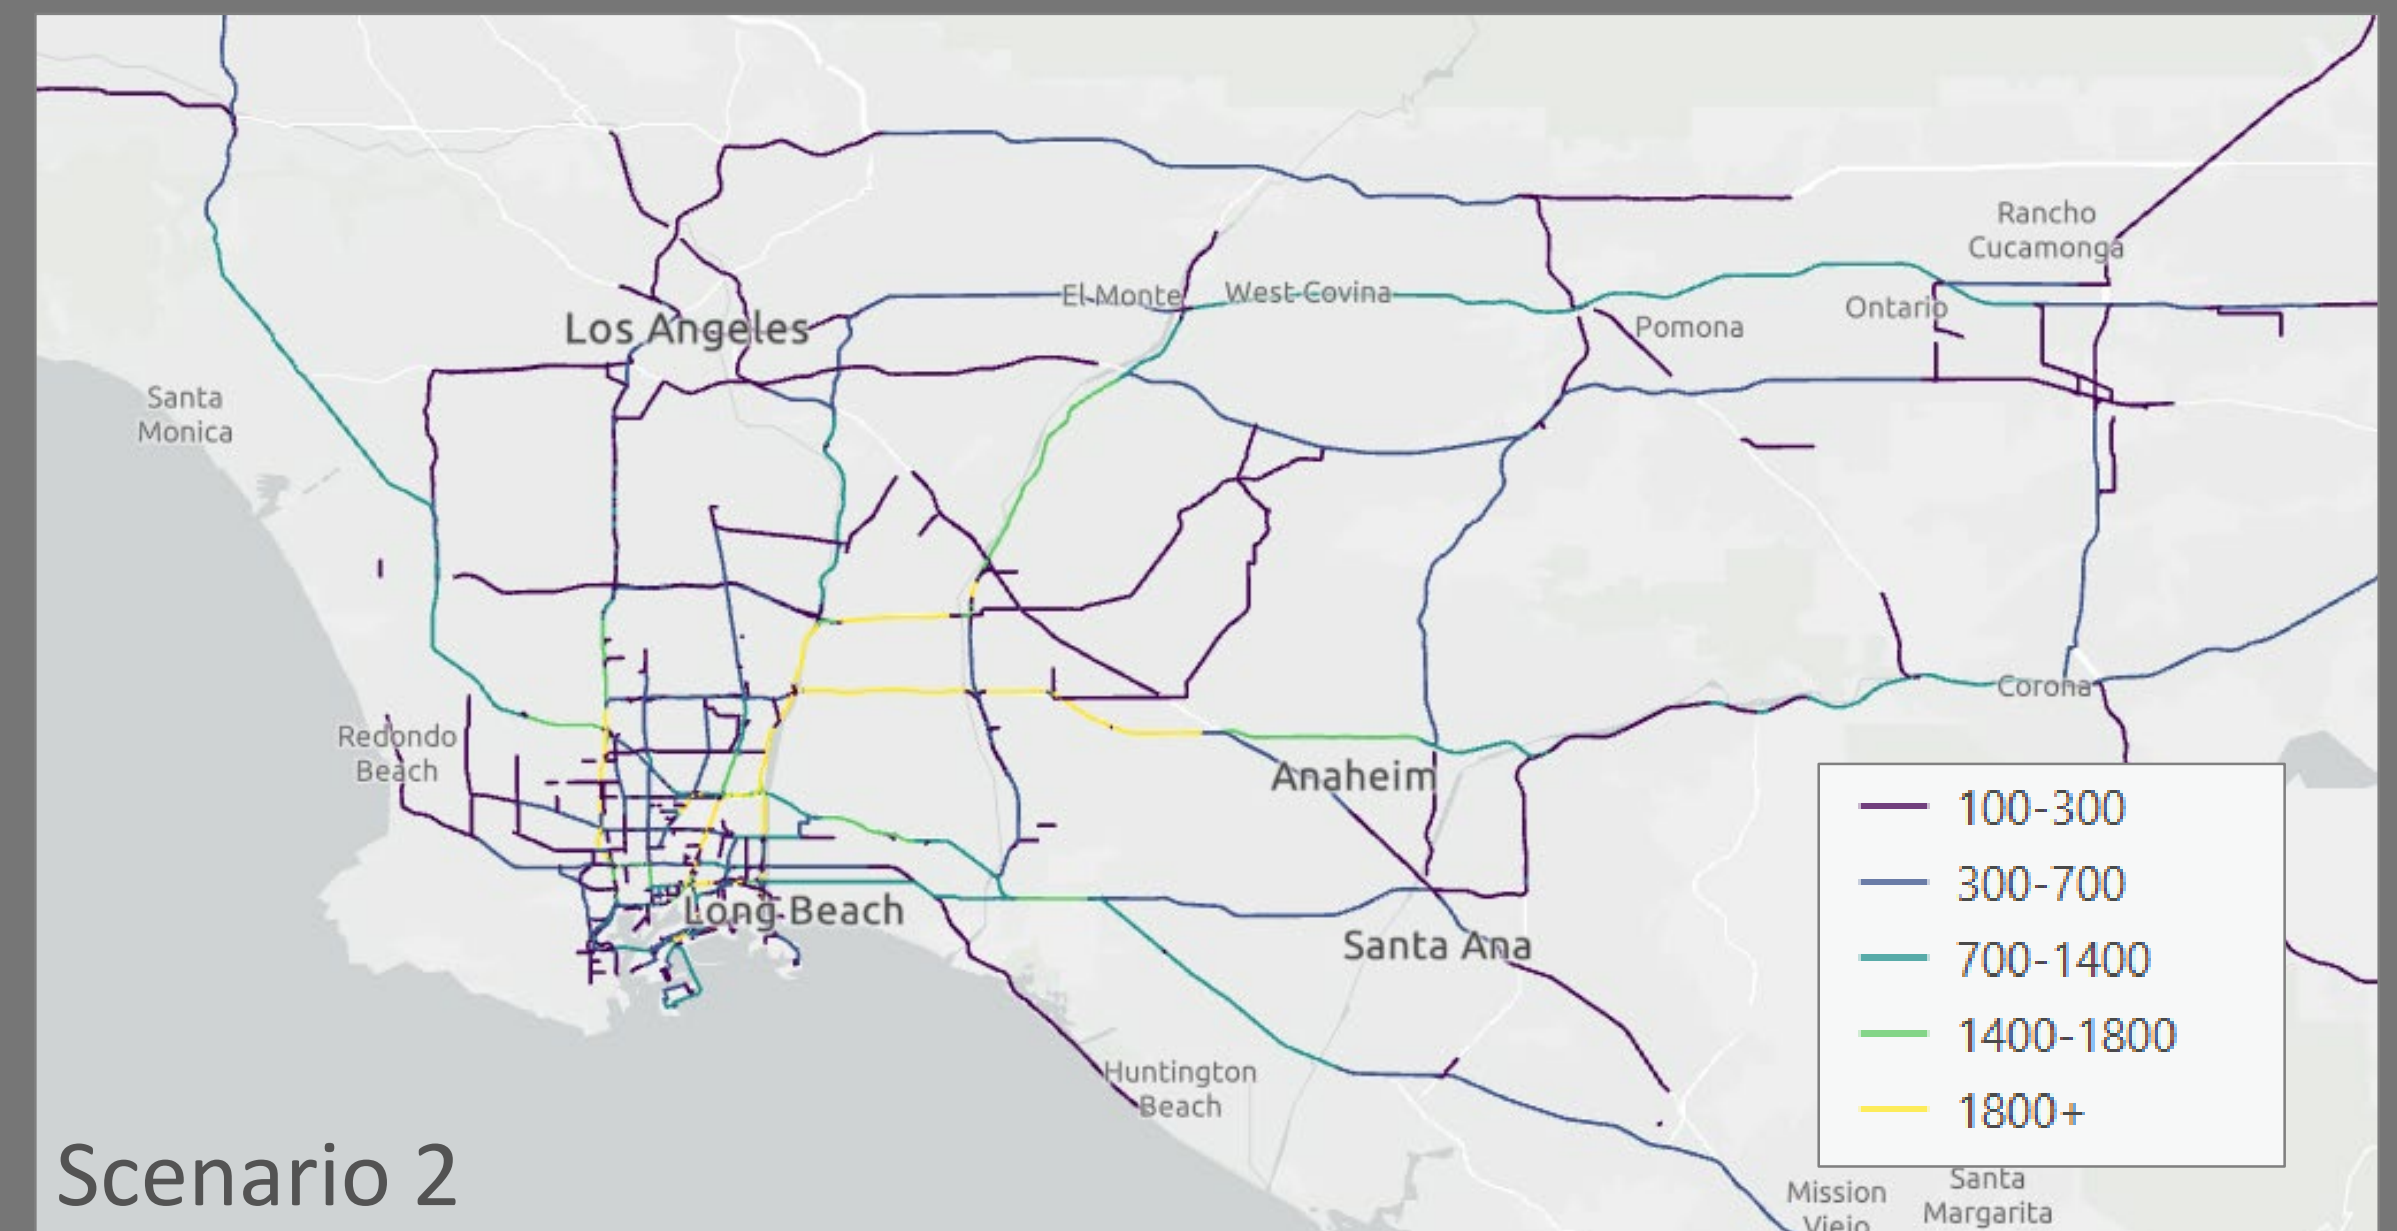 Rancho
Cucamonga
El Monte
West Covina
Ontario
Los Angeles
Pomona
Santa
Monica
Corona
Redondo
Beach
Anaheim
Long Beach
Santa Ana
Huntington
Beach
100-300
300-700
700-1400
1400-1800
1800+
Scenario 2
Mission
Viejo
Santa
Margarita